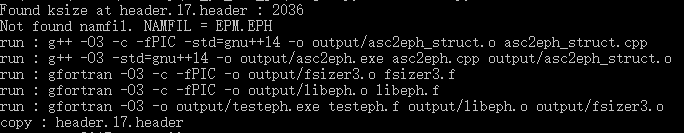 Found ksize at header.17.header : 2036
Not found namfil. NAMFIL = EPM.EPH
run : g++ -O3 -c -fPIC -std=gnu++14 -o output/asc2eph_struct.o asc2eph_struct.cpp
run : g++ -O3 -std=gnu++14 -o output/asc2eph.exe asc2eph.cpp output/asc2eph_struct.o
run : gfortran -O3 -c -fPIC -o output/fsizer3.o fsizer3.f
run : gfortran -O3 -c -fPIC -o output/libeph.o libeph.f
run : gfortran -O3 -o output/testeph.exe testeph.f output/libeph.o output/fsizer3.o
copy : header.17.header